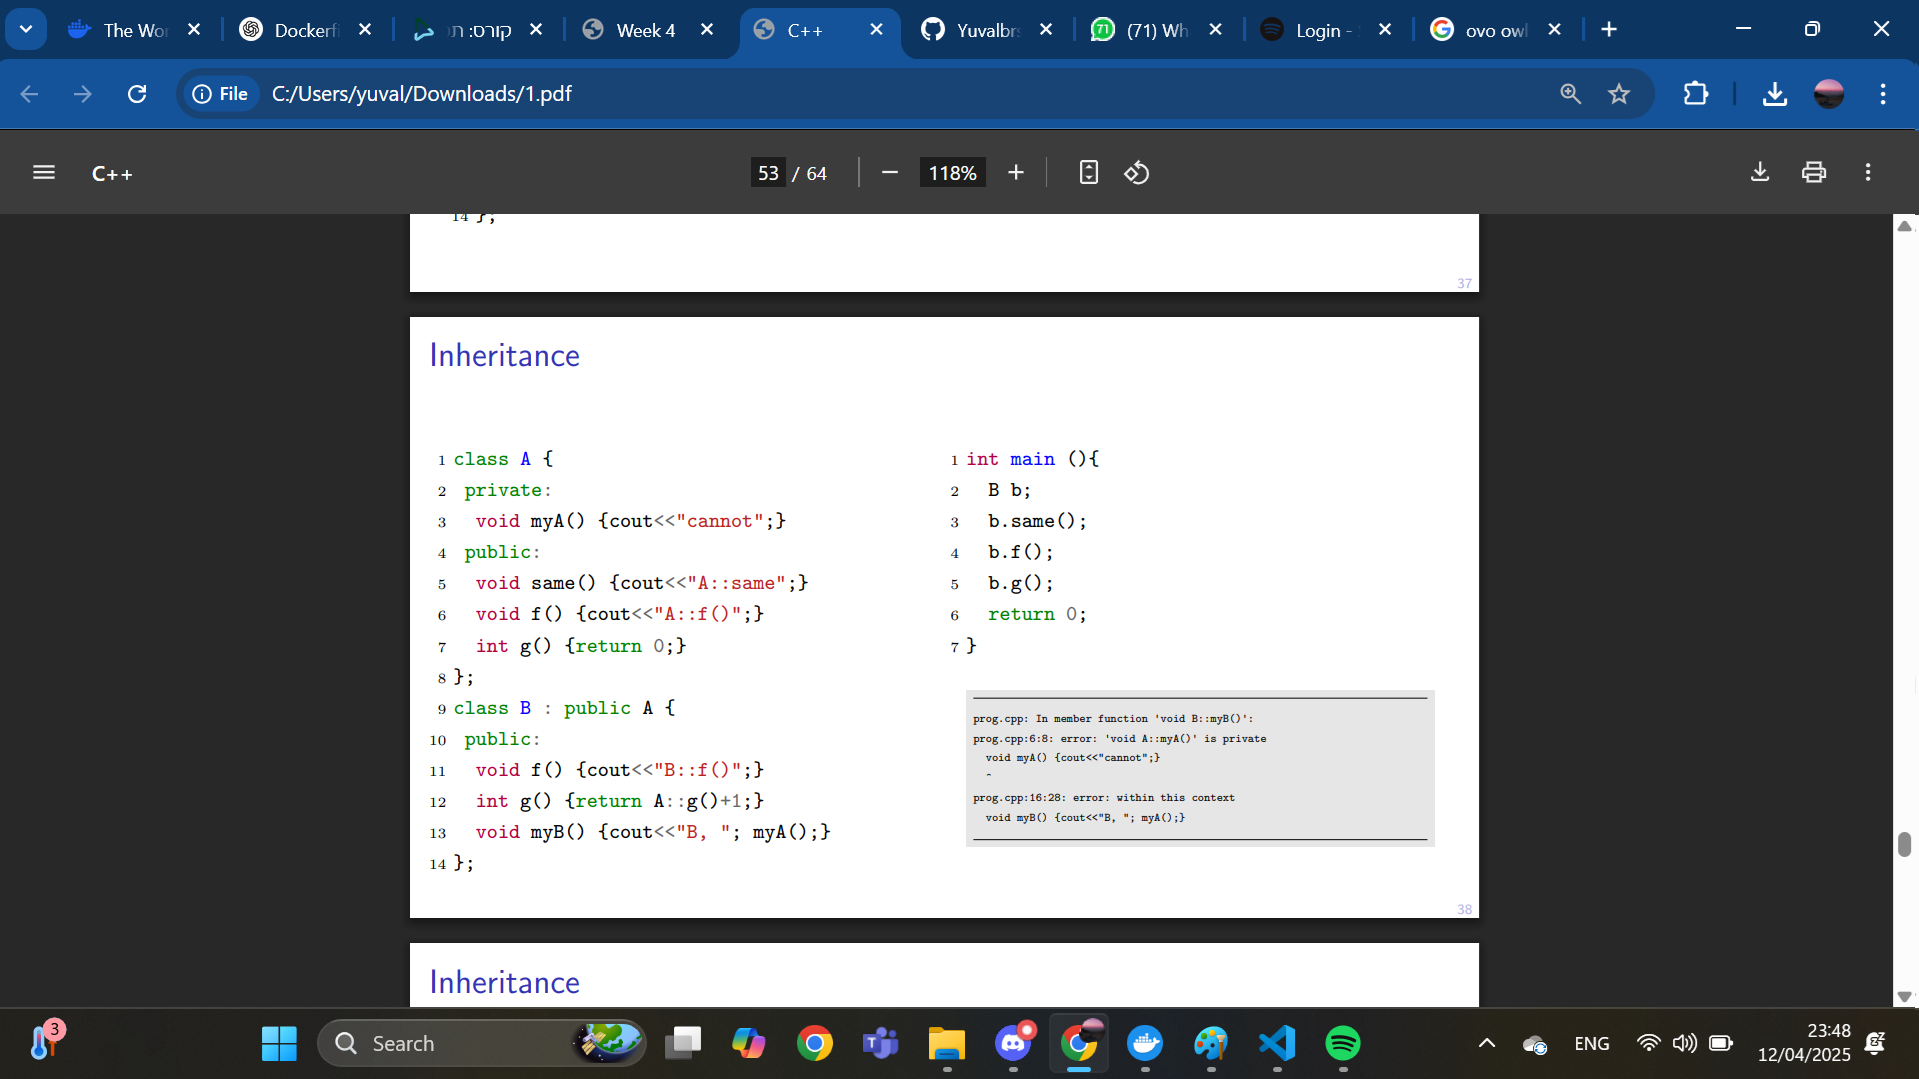 The Wor
Dockerfi
קורס: תו
Week 4
C++
Yuvalbrs
(71) Wh
Login -
ovo owl
File
C:/Users/yuval/Downloads/1.pdf
C++
53 / 64
118%
14 };
37
Inheritance
1 class A {
2 private:
3 void myA() {cout<<"cannot";}
4 public:
5 void same() {cout<<"A::same";}
6 void f() {cout<<"A::f()";}
7 int g() {return 0;}
8 };
9 class B : public A {
10 public:
11 void f() {cout<<"B::f()";}
12 int g() {return A::g()+1;}
13 void myB() {cout<<"B, "; myA();}
14 };
1 int main (){
2 B b;
3 b.same();
4 b.f();
5 b.g();
6 return 0;
7 }
prog.cpp: In member function 'void B::myB()':
prog.cpp:6:8: error: 'void A::myA()' is private
void myA() {cout<<"cannot";}
^
prog.cpp:16:28: error: within this context
void myB() {cout<<"B, "; myA();}
38
Inheritance
3
Search
ENG
23:48
12/04/2025